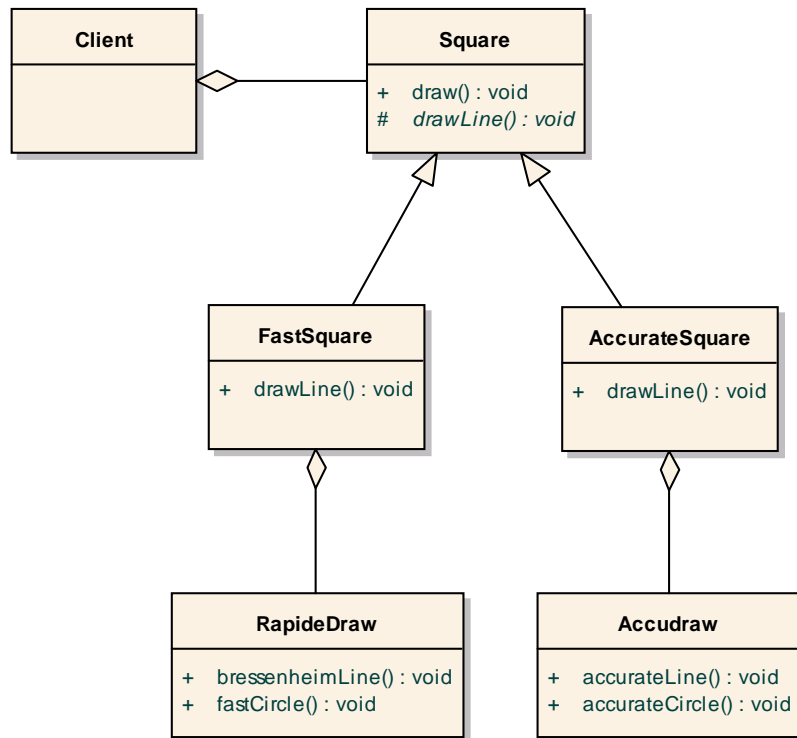 Client
Square
+ draw() : void
# drawLine() : void
FastSquare
+ drawLine() : void
AccurateSquare
+ drawLine() : void
RapideDraw
+ bressenheimLine() : void
+ fastCircle() : void
Accudraw
+ accurateLine() : void
+ accurateCircle() : void